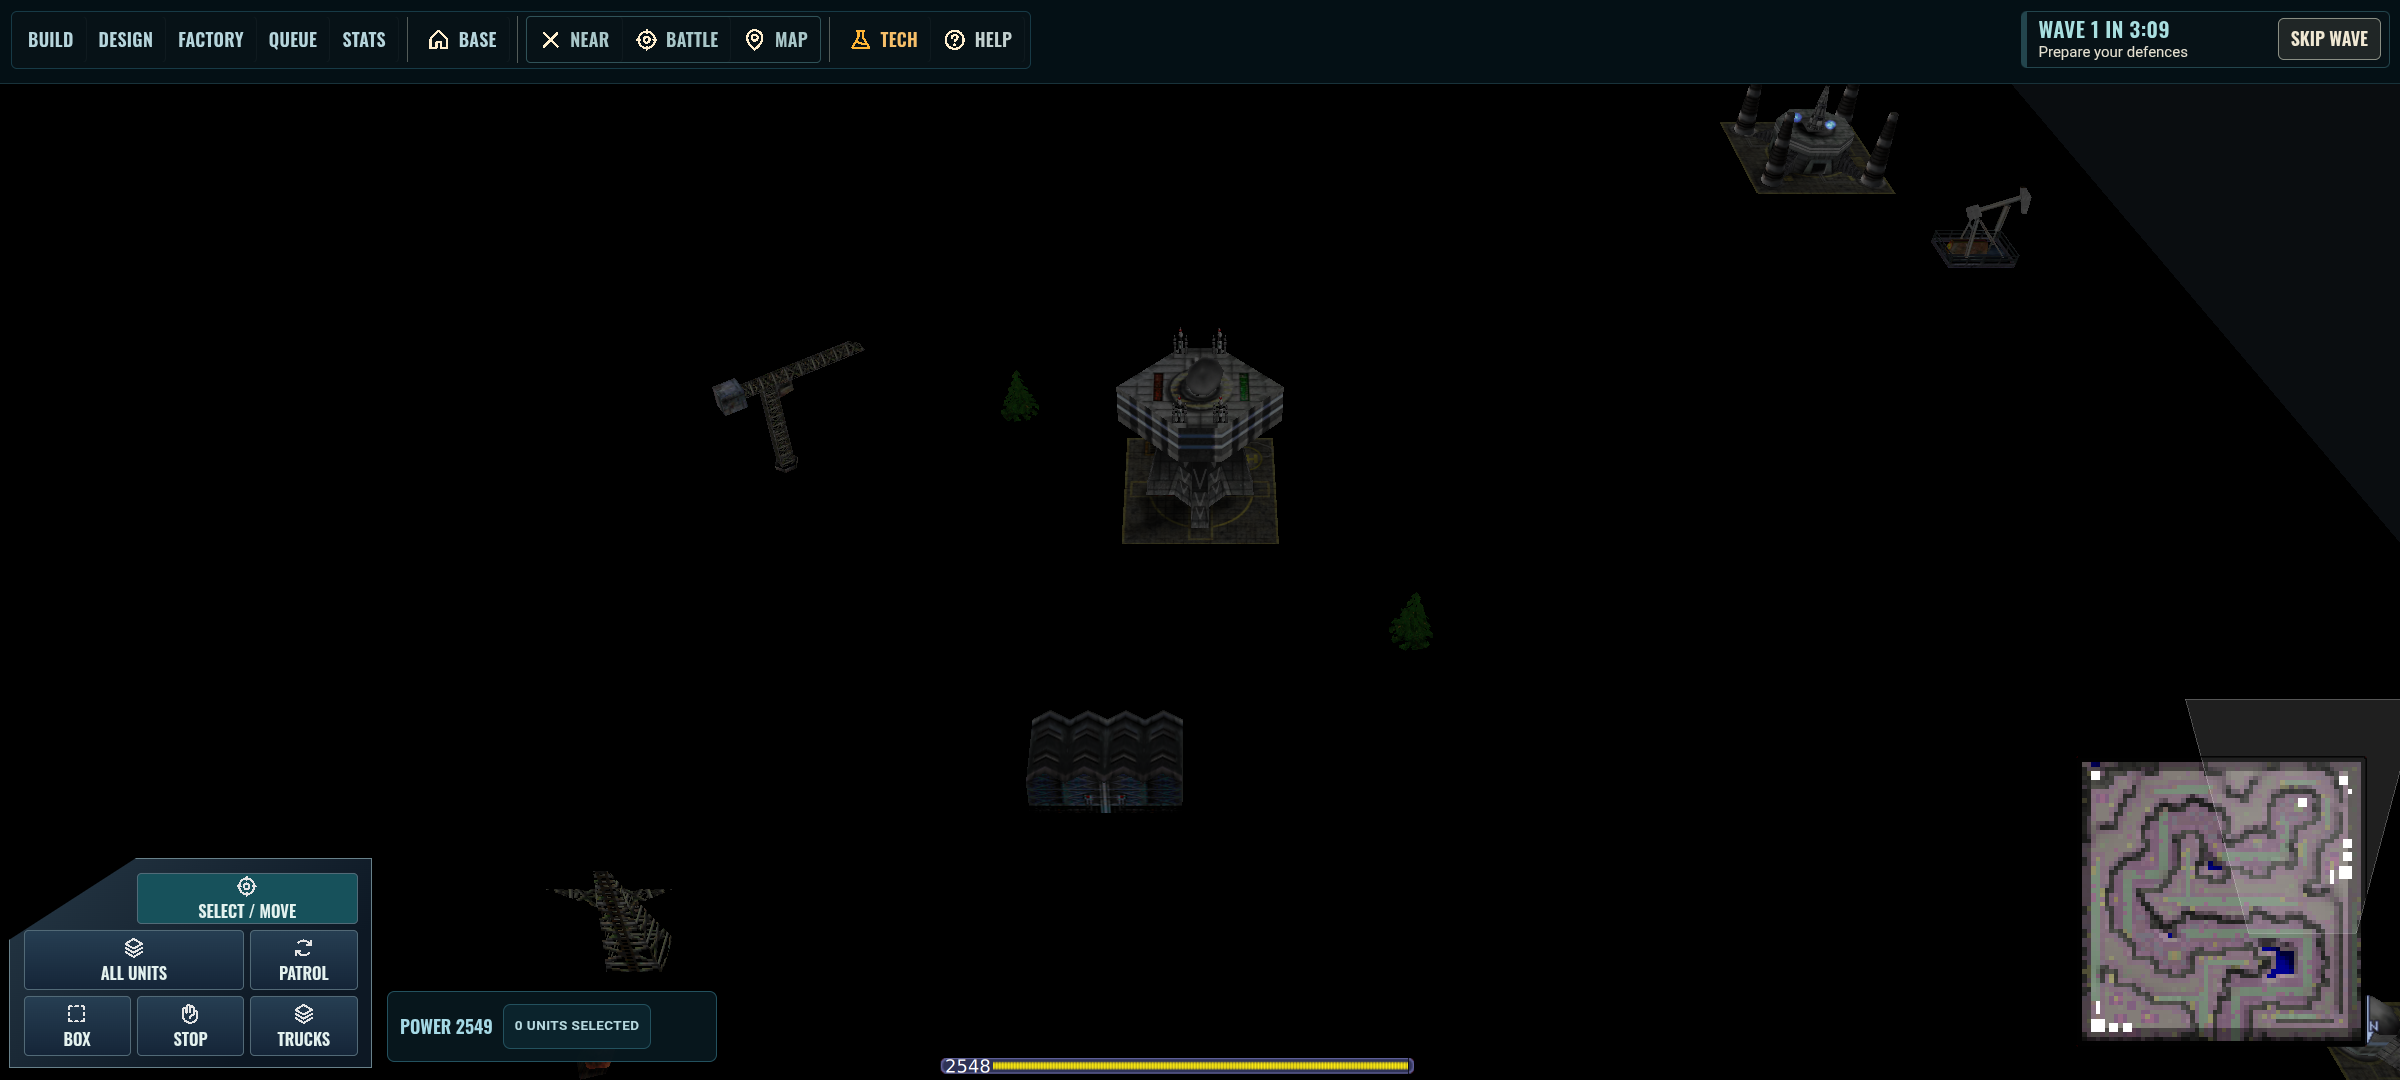 BUILD DESIGN FACTORY QUEUE STATS BASE NEAR BATTLE MAP TECH HELP
WAVE 1 IN 3:09
Prepare your defences
SKIP WAVE
SELECT / MOVE
ALL UNITS PATROL
BOX STOP TRUCKS
POWER 2549 0 UNITS SELECTED
2548
N